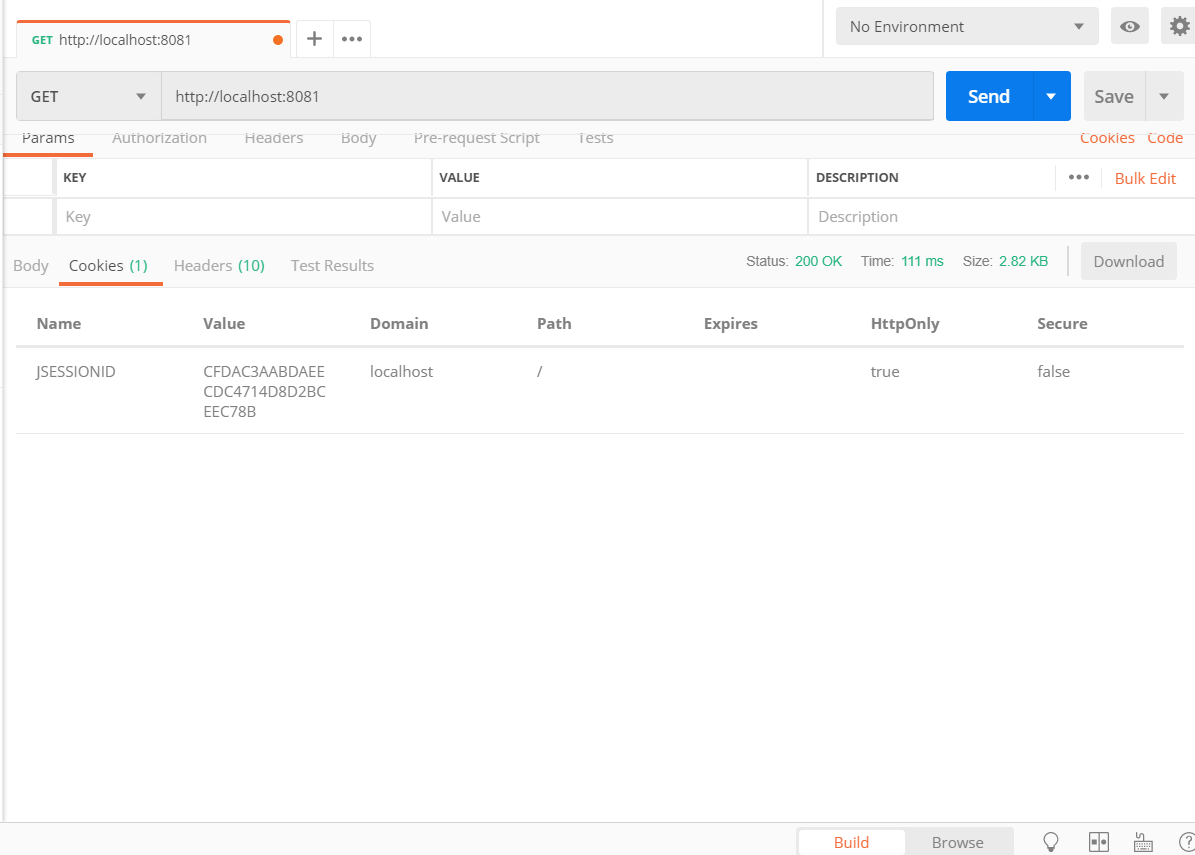 GET http://localhost:8081
No Environment
GET http://localhost:8081 Send Save
Params Authorization Headers Body Pre-request Script Tests Cookies Code
KEY VALUE DESCRIPTION Bulk Edit
Key Value Description
Body Cookies (1) Headers (10) Test Results Status: 200 OK Time: 111 ms Size: 2.82 KB Download
Name Value Domain Path Expires HttpOnly Secure
JSESSIONID CFDAC3AABDAEE localhost / true false
CDC4714D8D2BC
EEC78B
Build Browse